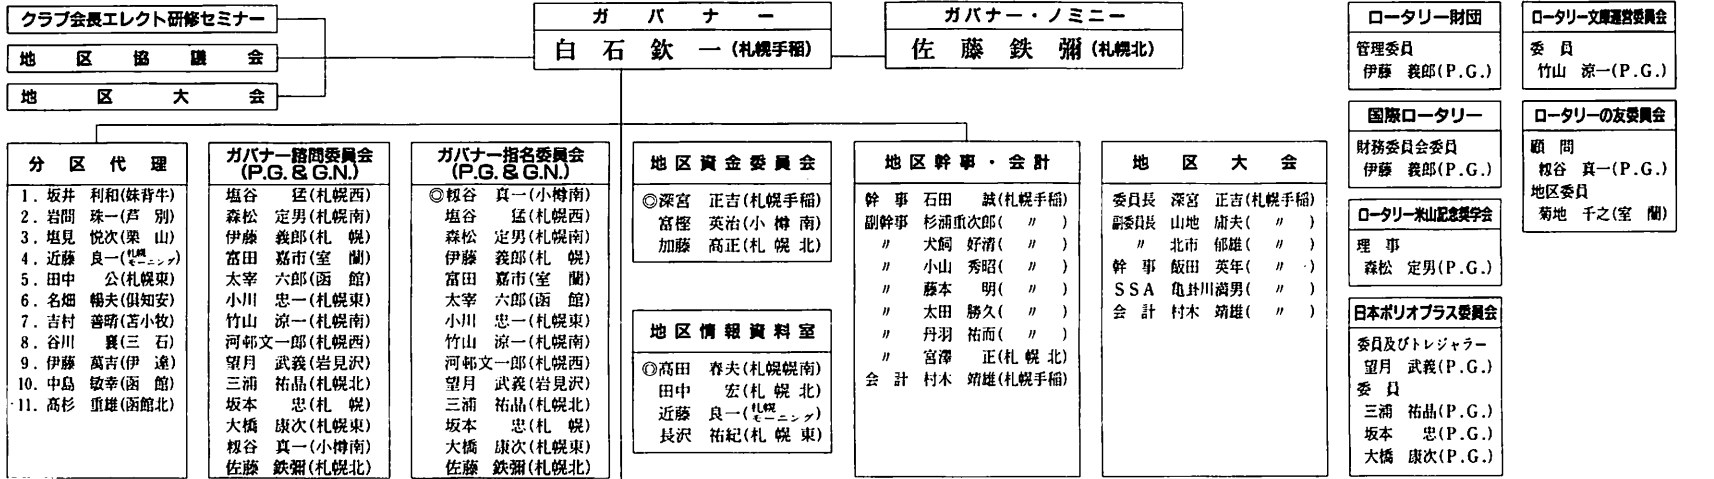 クラブ会長エレクト研修セミナー
地区協議会
地区大会
ガバナー
白石欽一(札幌手稲)
ガバナー・ノミニー
佐藤鉄彌(札幌北)
ロータリー財団
管理委員
伊藤 義郎(P.G.)
ロータリー文庫運営委員会
委員
竹山 涼一(P.G.)
国際ロータリー
財務委員会委員
伊藤 義郎(P.G.)
ロータリーの友委員会
顧問
籾谷 真一(P.G.)
地区委員
菊地 千之(室 蘭)
ロータリー米山記念奨学会
理事
森松 定男(P.G.)
日本ポリオプラス委員会
委員及びトレジャラー
望月 武義(P.G.)
委員
三浦 祐晶(P.G.)
坂本 忠(P.G.)
大橋 康次(P.G.)
分区代理
1. 坂井 利和(妹背牛)
2. 岩間 珠一(芦 別)
3. 塩見 悦次(栗 山)
4. 近藤 良一(札幌モーニング)
5. 田中 公(札幌東)
6. 名畑 暢夫(倶知安)
7. 吉村 善晴(苫小牧)
8. 谷川 襄(三 石)
9. 伊藤 萬吉(伊 達)
10. 中島 敏幸(函 館)
11. 髙杉 重雄(函館北)
ガバナー諮問委員会
(P.G.&G.N.)
塩谷 猛(札幌西)
森松 定男(札幌南)
伊藤 義郎(札 幌)
富田 嘉市(室 蘭)
太宰 六郎(函 館)
小川 忠一(札幌東)
竹山 涼一(札幌南)
河邨文一郎(札幌西)
望月 武義(岩見沢)
三浦 祐晶(札幌北)
坂本 忠(札 幌)
大橋 康次(札幌東)
籾谷 真一(小樽南)
佐藤 鉄彌(札幌北)
ガバナー指名委員会
(P.G.&G.N.)
◎籾谷 真一(小樽南)
塩谷 猛(札幌西)
森松 定男(札幌南)
伊藤 義郎(札 幌)
富田 嘉市(室 蘭)
太宰 六郎(函 館)
小川 忠一(札幌東)
竹山 涼一(札幌南)
河邨文一郎(札幌西)
望月 武義(岩見沢)
三浦 祐晶(札幌北)
坂本 忠(札 幌)
大橋 康次(札幌東)
佐藤 鉄彌(札幌北)
地区資金委員会
◎深宮 正吉(札幌手稲)
富樫 英治(小樽南)
加藤 高正(札幌北)
地区情報資料室
◎髙田 春夫(札幌幌南)
田中 宏(札幌北)
近藤 良一(札幌モーニング)
長沢 祐紀(札幌東)
地区幹事・会計
幹事 石田 誠(札幌手稲)
副幹事 杉浦重次郎( 〃 )
〃 犬飼 好清( 〃 )
〃 小山 秀昭( 〃 )
〃 藤本 明( 〃 )
〃 太田 勝久( 〃 )
〃 丹羽 祐而( 〃 )
〃 宮澤 正(札幌北)
会計 村木 靖雄(札幌手稲)
地区大会
委員長 深宮 正吉(札幌手稲)
副委員長 山地 庸夫( 〃 )
〃 北市 郁雄( 〃 )
幹事 飯田 英年( 〃 )
SSA 亀卦川満男( 〃 )
会計 村木 靖雄( 〃 )